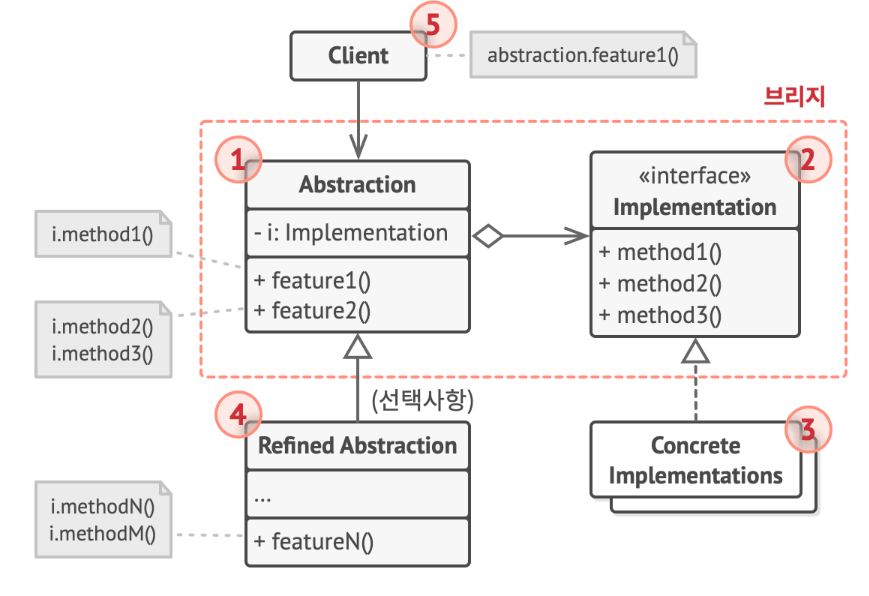 5
Client
abstraction.feature1()
브리지
1
Abstraction
- i: Implementation
+ feature1()
+ feature2()
2
«interface»
Implementation
+ method1()
+ method2()
+ method3()
i.method1()
i.method2()
i.method3()
(선택사항)
4
Refined Abstraction
...
+ featureN()
3
Concrete
Implementations
i.methodN()
i.methodM()